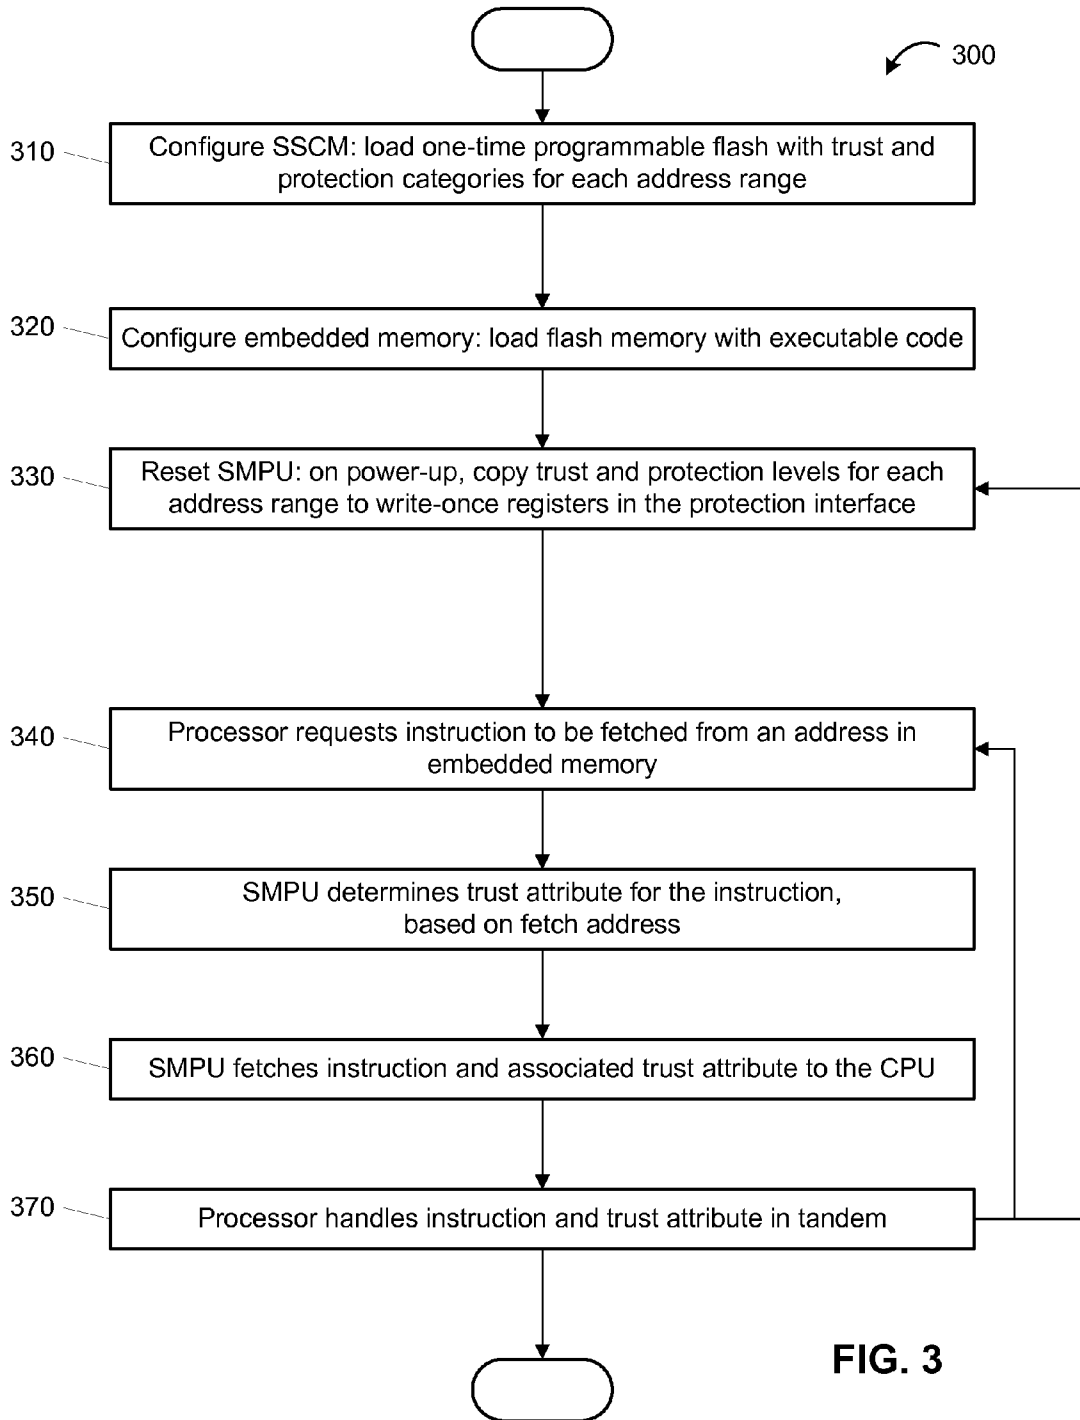 300
310
Configure SSCM: load one-time programmable flash with trust and
protection categories for each address range
320
Configure embedded memory: load flash memory with executable code
330
Reset SMPU: on power-up, copy trust and protection levels for each
address range to write-once registers in the protection interface
340
Processor requests instruction to be fetched from an address in
embedded memory
350
SMPU determines trust attribute for the instruction,
based on fetch address
360
SMPU fetches instruction and associated trust attribute to the CPU
370
Processor handles instruction and trust attribute in tandem
FIG. 3